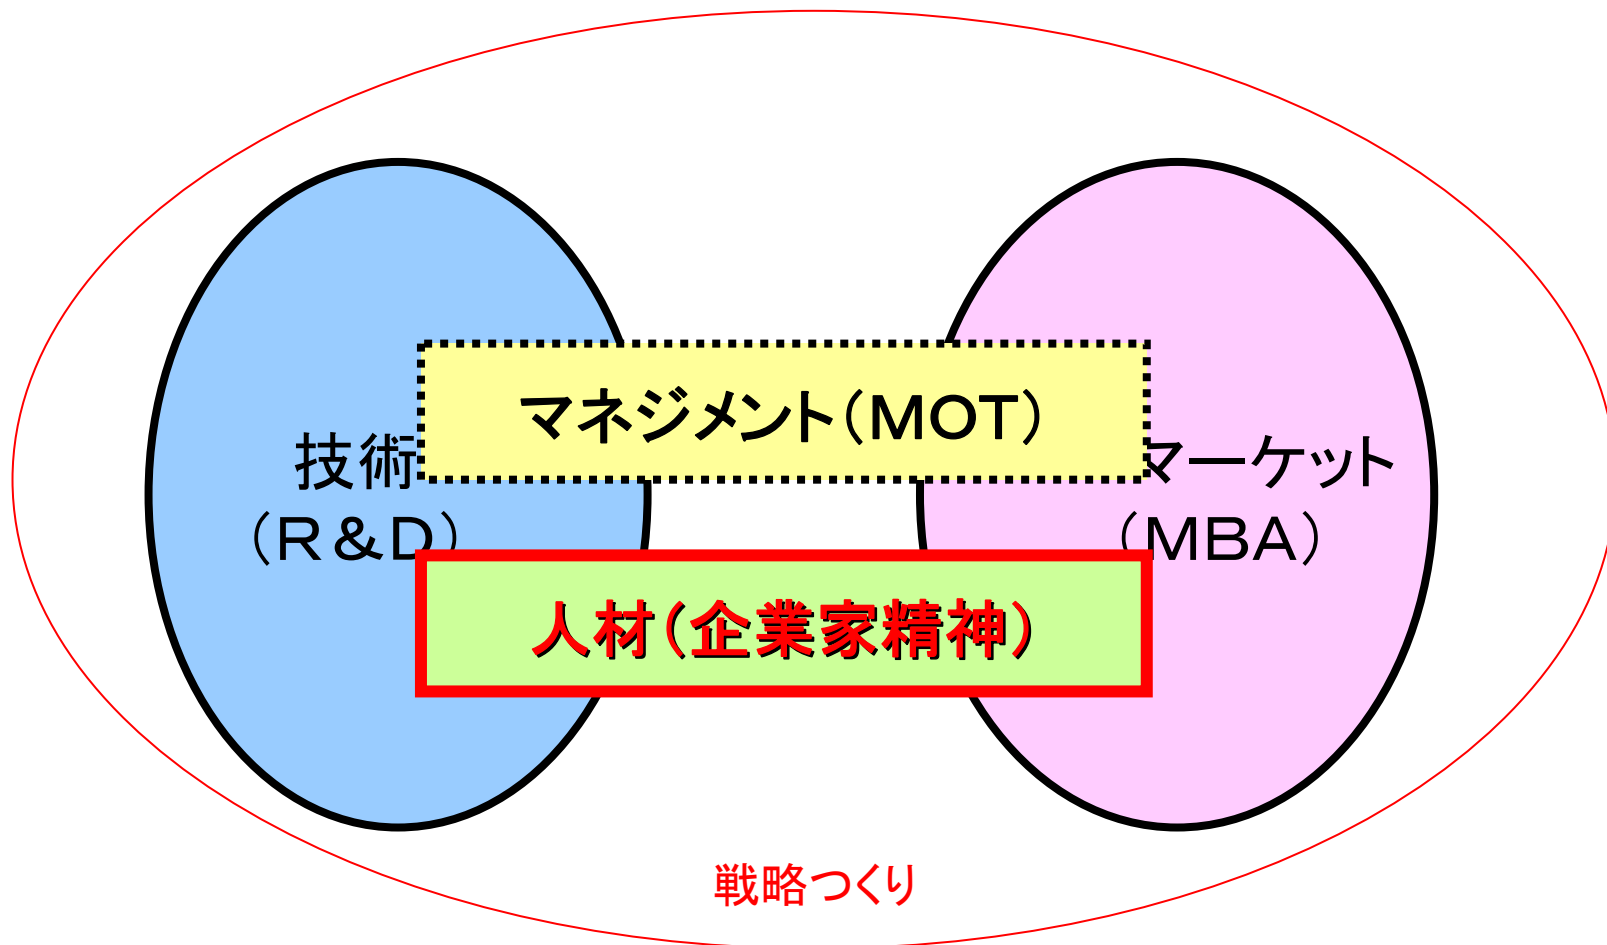 マネジメント（ＭＯＴ）
技術
（Ｒ＆Ｄ）
マーケット
（ＭＢＡ）
人材（企業家精神）
戦略つくり